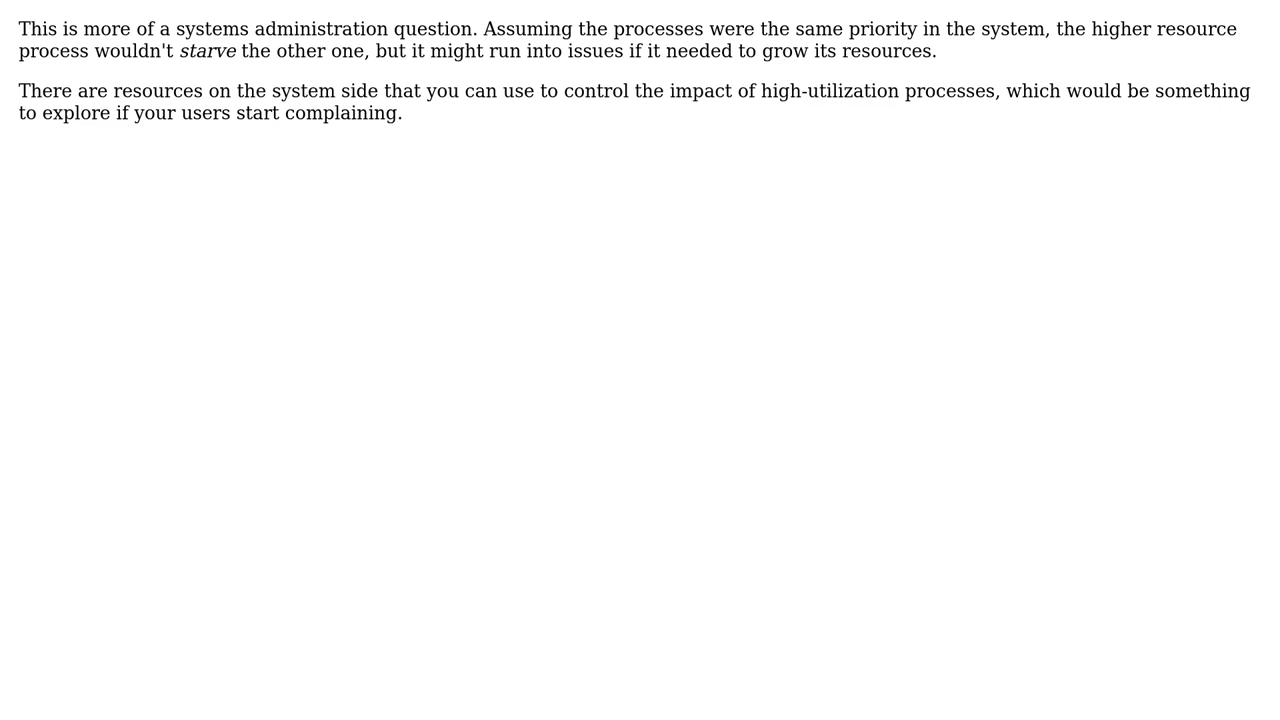 This is more of a systems administration question. Assuming the processes were the same priority in the system, the higher resource
process wouldn't starve the other one, but it might run into issues if it needed to grow its resources.
There are resources on the system side that you can use to control the impact of high-utilization processes, which would be something
to explore if your users start complaining.